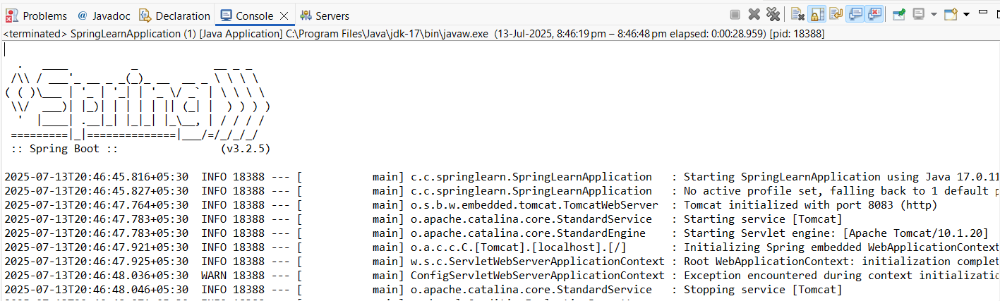 Problems @ Javadoc Declaration Console Servers
<terminated> SpringLearnApplication (1) [Java Application] C:\Program Files\Java\jdk-17\bin\javaw.exe (13-Jul-2025, 8:46:19 pm – 8:46:48 pm elapsed: 0:00:28.959) [pid: 18388]
  .   ____          _            __ _ _
 /\\ / ___'_ __ _ _(_)_ __  __ _ \ \ \ \
( ( )\___ | '_ | '_| | '_ \/ _` | \ \ \ \
 \\/  ___)| |_)| | | | | || (_| |  ) ) ) )
  '  |____| .__|_| |_|_| |_\__, | / / / /
 =========|_|==============|___/=/_/_/_/
 :: Spring Boot ::                (v3.2.5)
2025-07-13T20:46:45.816+05:30  INFO 18388 --- [           main] c.c.springlearn.SpringLearnApplication   : Starting SpringLearnApplication using Java 17.0.11
2025-07-13T20:46:45.827+05:30  INFO 18388 --- [           main] c.c.springlearn.SpringLearnApplication   : No active profile set, falling back to 1 default
2025-07-13T20:46:47.764+05:30  INFO 18388 --- [           main] o.s.b.w.embedded.tomcat.TomcatWebServer  : Tomcat initialized with port 8083 (http)
2025-07-13T20:46:47.783+05:30  INFO 18388 --- [           main] o.apache.catalina.core.StandardService   : Starting service [Tomcat]
2025-07-13T20:46:47.783+05:30  INFO 18388 --- [           main] o.apache.catalina.core.StandardEngine    : Starting Servlet engine: [Apache Tomcat/10.1.20]
2025-07-13T20:46:47.921+05:30  INFO 18388 --- [           main] o.a.c.c.C.[Tomcat].[localhost].[/]       : Initializing Spring embedded WebApplicationContext
2025-07-13T20:46:47.925+05:30  INFO 18388 --- [           main] w.s.c.ServletWebServerApplicationContext : Root WebApplicationContext: initialization complet
2025-07-13T20:46:48.036+05:30  WARN 18388 --- [           main] ConfigServletWebServerApplicationContext : Exception encountered during context initializatio
2025-07-13T20:46:48.046+05:30  INFO 18388 --- [           main] o.apache.catalina.core.StandardService   : Stopping service [Tomcat]